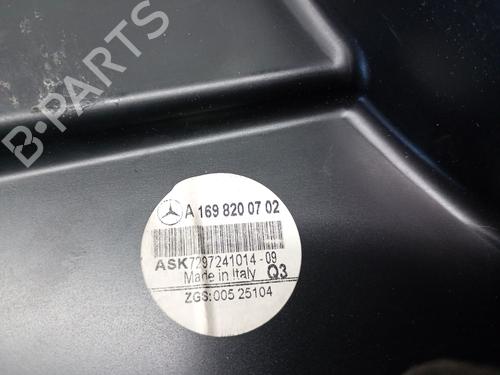 B-PARTS
A 169 820 07 02
ASK7297241014-09
Made in Italy Q3
ZGS:005 25104